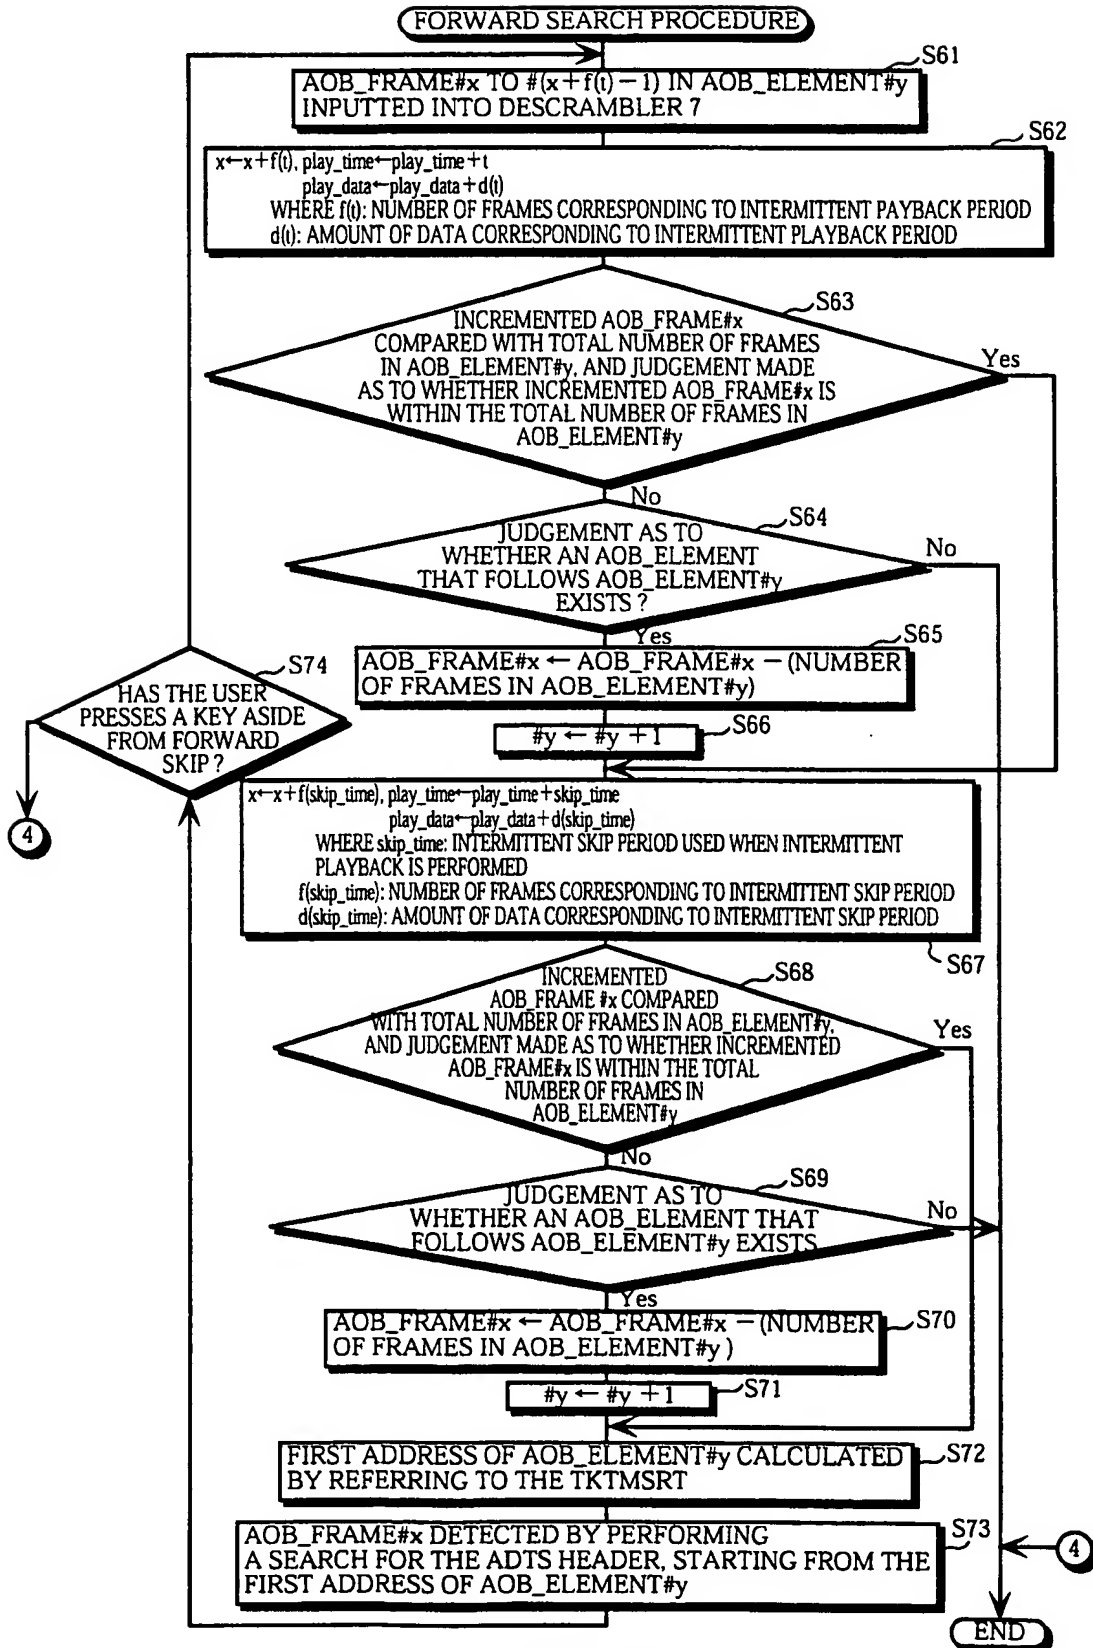 FORWARD SEARCH PROCEDURE
S61
AOB_FRAME#x TO #(x+f(t)−1) IN AOB_ELEMENT#y
INPUTTED INTO DESCRAMBLER 7
S62
x←x+f(t), play_time←play_time+t
play_data←play_data+d(t)
WHERE f(t): NUMBER OF FRAMES CORRESPONDING TO INTERMITTENT PAYBACK PERIOD
d(t): AMOUNT OF DATA CORRESPONDING TO INTERMITTENT PLAYBACK PERIOD
S63
INCREMENTED AOB_FRAME#x
COMPARED WITH TOTAL NUMBER OF FRAMES
IN AOB_ELEMENT#y, AND JUDGEMENT MADE
AS TO WHETHER INCREMENTED AOB_FRAME#x IS
WITHIN THE TOTAL NUMBER OF FRAMES IN
AOB_ELEMENT#y
Yes
No
S64
JUDGEMENT AS TO
WHETHER AN AOB_ELEMENT
THAT FOLLOWS AOB_ELEMENT#y
EXISTS ?
No
Yes
S65
AOB_FRAME#x ← AOB_FRAME#x − (NUMBER
OF FRAMES IN AOB_ELEMENT#y)
S66
#y ← #y + 1
S74
HAS THE USER
PRESSES A KEY ASIDE
FROM FORWARD
SKIP ?
4
x←x+f(skip_time), play_time←play_time+skip_time
play_data←play_data+d(skip_time)
WHERE skip_time: INTERMITTENT SKIP PERIOD USED WHEN INTERMITTENT
PLAYBACK IS PERFORMED
f(skip_time): NUMBER OF FRAMES CORRESPONDING TO INTERMITTENT SKIP PERIOD
d(skip_time): AMOUNT OF DATA CORRESPONDING TO INTERMITTENT SKIP PERIOD
S67
S68
INCREMENTED
AOB_FRAME #x COMPARED
WITH TOTAL NUMBER OF FRAMES IN AOB_ELEMENT#y,
AND JUDGEMENT MADE AS TO WHETHER INCREMENTED
AOB_FRAME#x IS WITHIN THE TOTAL
NUMBER OF FRAMES IN
AOB_ELEMENT#y
Yes
No
S69
JUDGEMENT AS TO
WHETHER AN AOB_ELEMENT THAT
FOLLOWS AOB_ELEMENT#y EXISTS
No
Yes
AOB_FRAME#x ← AOB_FRAME#x − (NUMBER
OF FRAMES IN AOB_ELEMENT#y )
S70
#y ← #y + 1
S71
FIRST ADDRESS OF AOB_ELEMENT#y CALCULATED
BY REFERRING TO THE TKTMSRT
S72
AOB_FRAME#x DETECTED BY PERFORMING
A SEARCH FOR THE ADTS HEADER, STARTING FROM THE
FIRST ADDRESS OF AOB_ELEMENT#y
S73
4
END